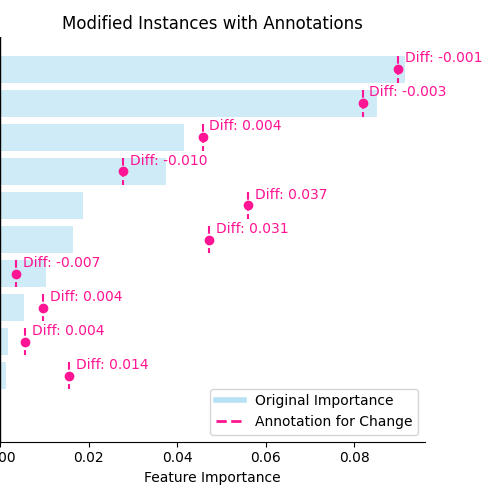 Modified Instances with Annotations
Diff: -0.001
Diff: -0.003
Diff: 0.004
Diff: -0.010
Diff: 0.037
Diff: 0.031
Diff: -0.007
Diff: 0.004
Diff: 0.004
Diff: 0.014
Original Importance
Annotation for Change
.00 0.02 0.04 0.06 0.08
Feature Importance